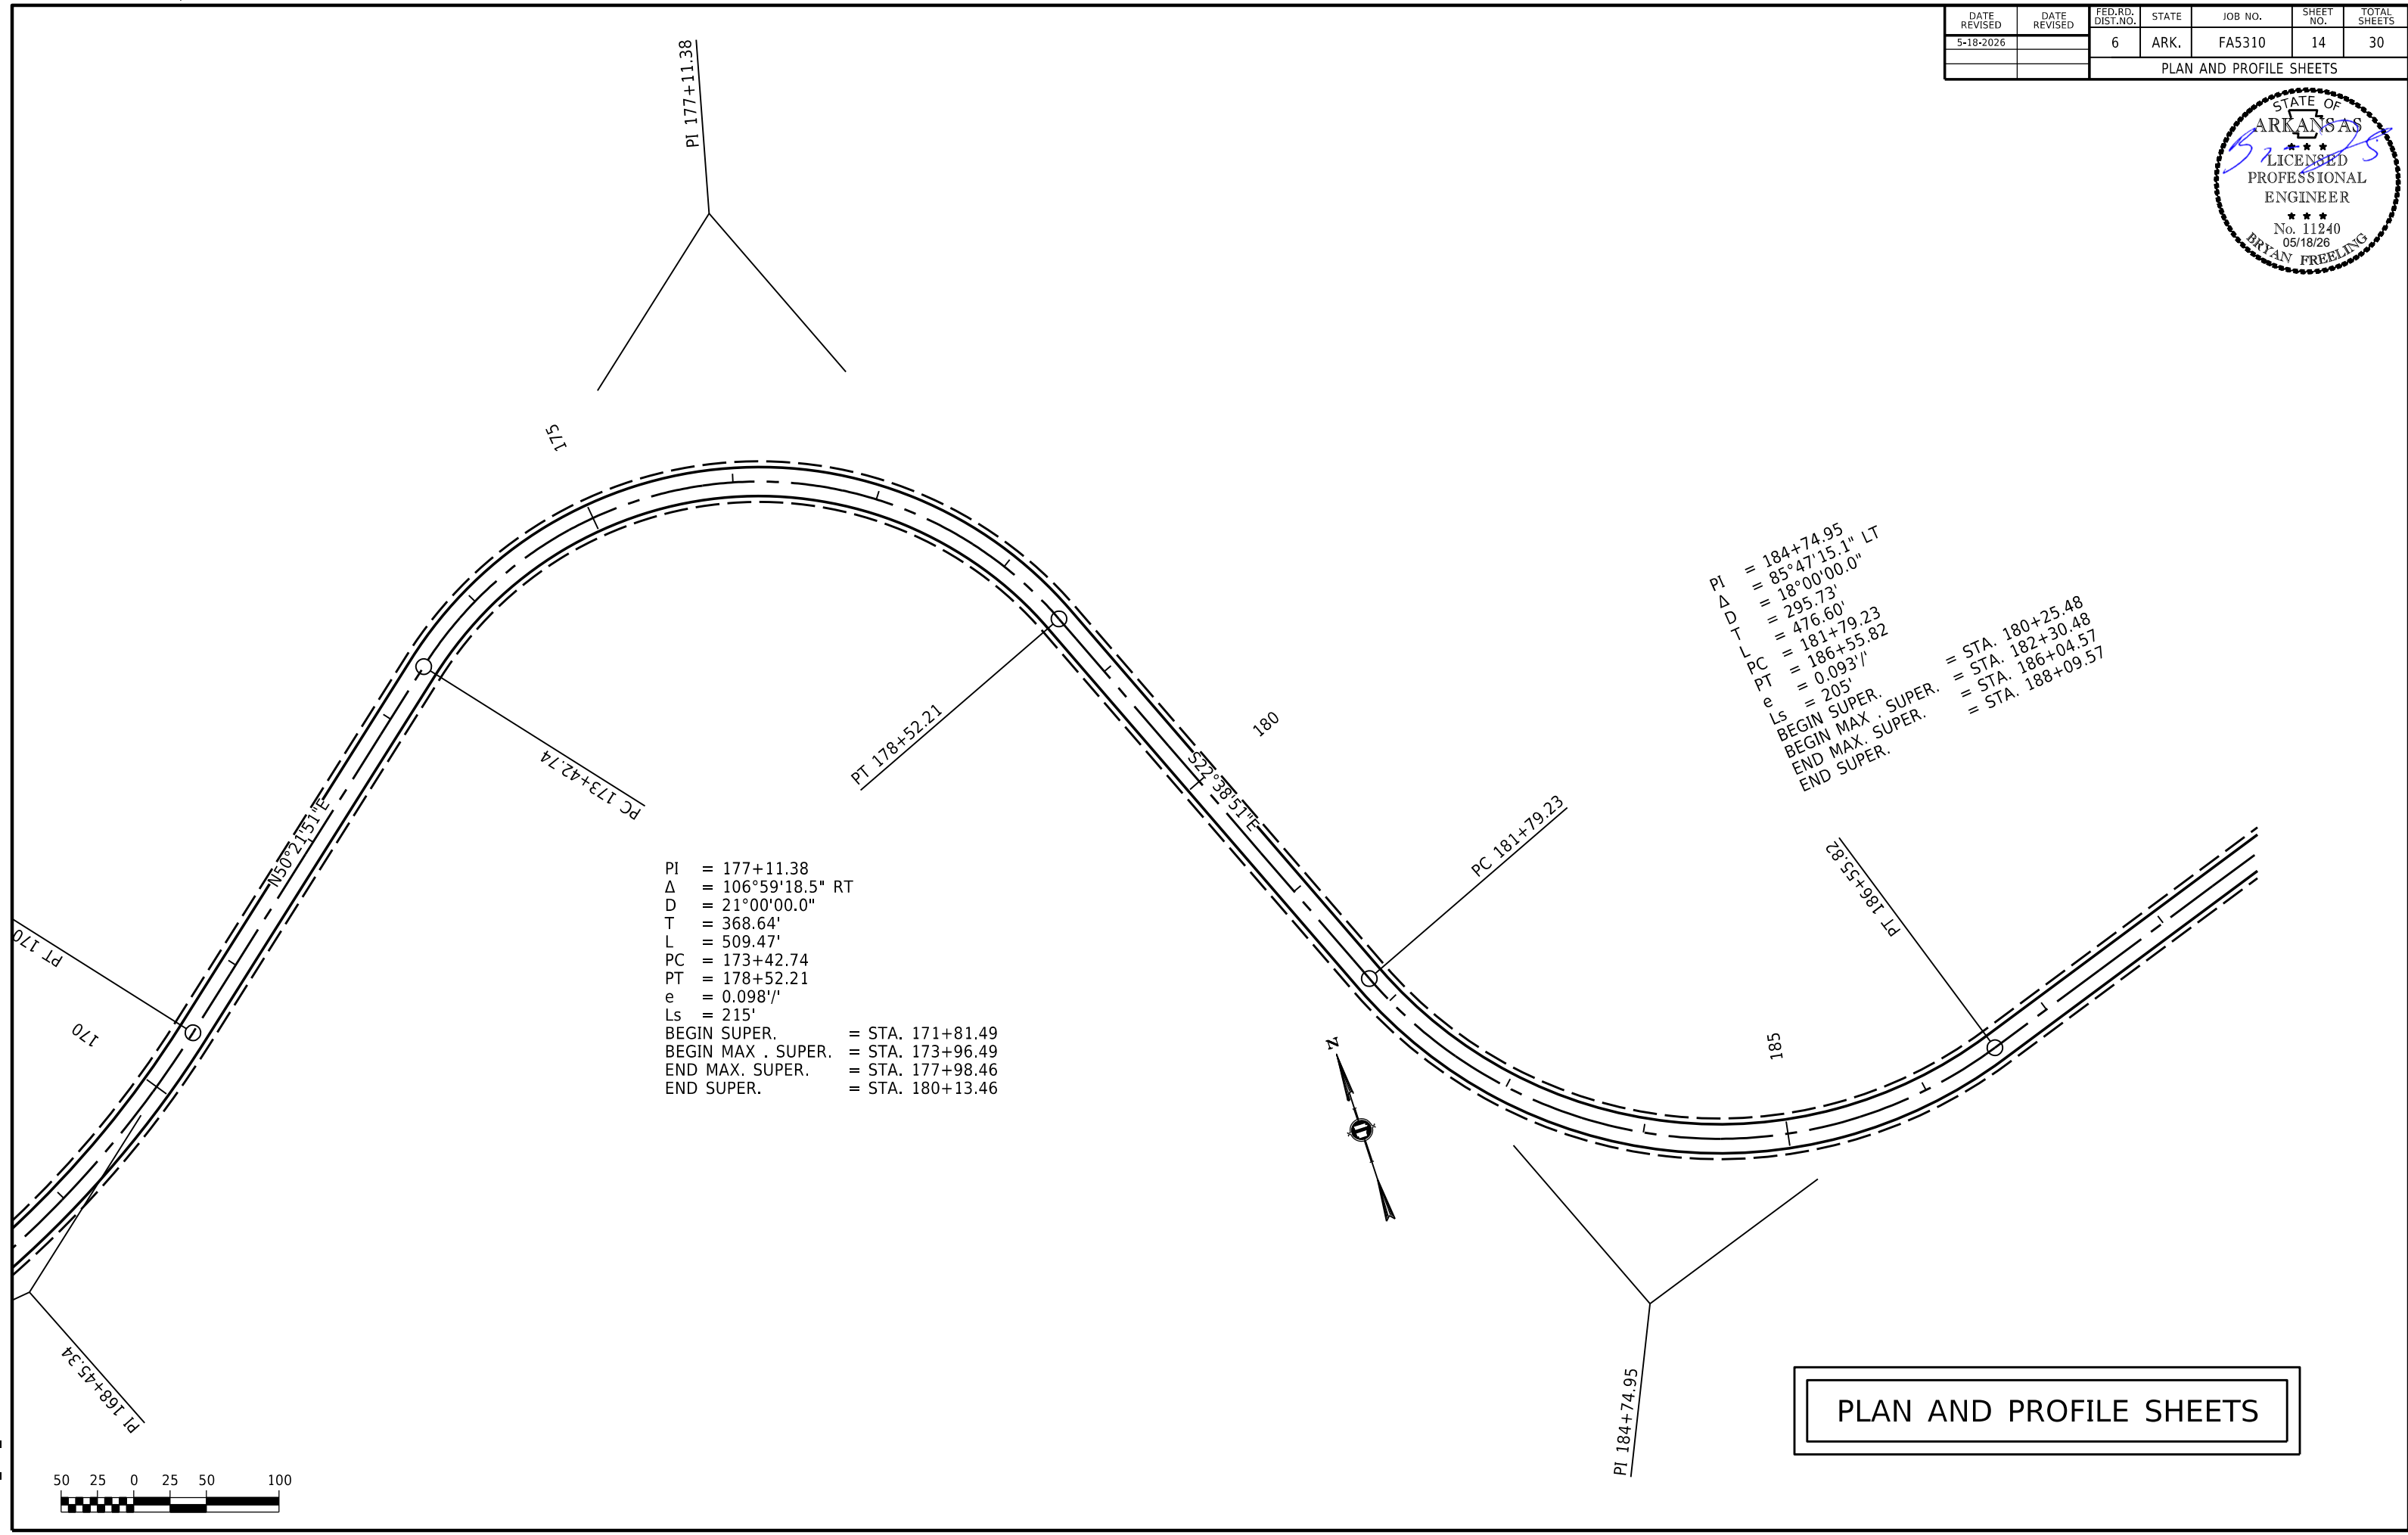 DATE REVISED
DATE REVISED
FED.RD. DIST.NO.
STATE
JOB NO.
SHEET NO.
TOTAL SHEETS
5-18-2026
6
ARK.
FA5310
14
30
PLAN AND PROFILE SHEETS
STATE OF
ARKANSAS
★ ★ ★
LICENSED
PROFESSIONAL
ENGINEER
★ ★ ★
No. 11240
05/18/26
BRYAN FREELING
PI 177+11.38
175
PI = 184+74.95
Δ = 85°47'15.1" LT
D = 18°00'00.0"
T = 295.73'
L = 476.60'
PC = 181+79.23
PT = 186+55.82
e = 0.093'/'
Ls = 205'
BEGIN SUPER. = STA. 180+25.48
BEGIN MAX . SUPER. = STA. 182+30.48
END MAX. SUPER. = STA. 186+04.57
END SUPER. = STA. 188+09.57
PC 173+42.74
PT 178+52.21
180
S22°38'51"E
N50°21'51"E
PC 181+79.23
PT 186+55.82
PI = 177+11.38
Δ = 106°59'18.5" RT
D = 21°00'00.0"
T = 368.64'
L = 509.47'
PC = 173+42.74
PT = 178+52.21
e = 0.098'/'
Ls = 215'
BEGIN SUPER. = STA. 171+81.49
BEGIN MAX . SUPER. = STA. 173+96.49
END MAX. SUPER. = STA. 177+98.46
END SUPER. = STA. 180+13.46
PT 170
170
N
185
PI 168+45.34
PI 184+74.95
PLAN AND PROFILE SHEETS
50 25 0 25 50 100